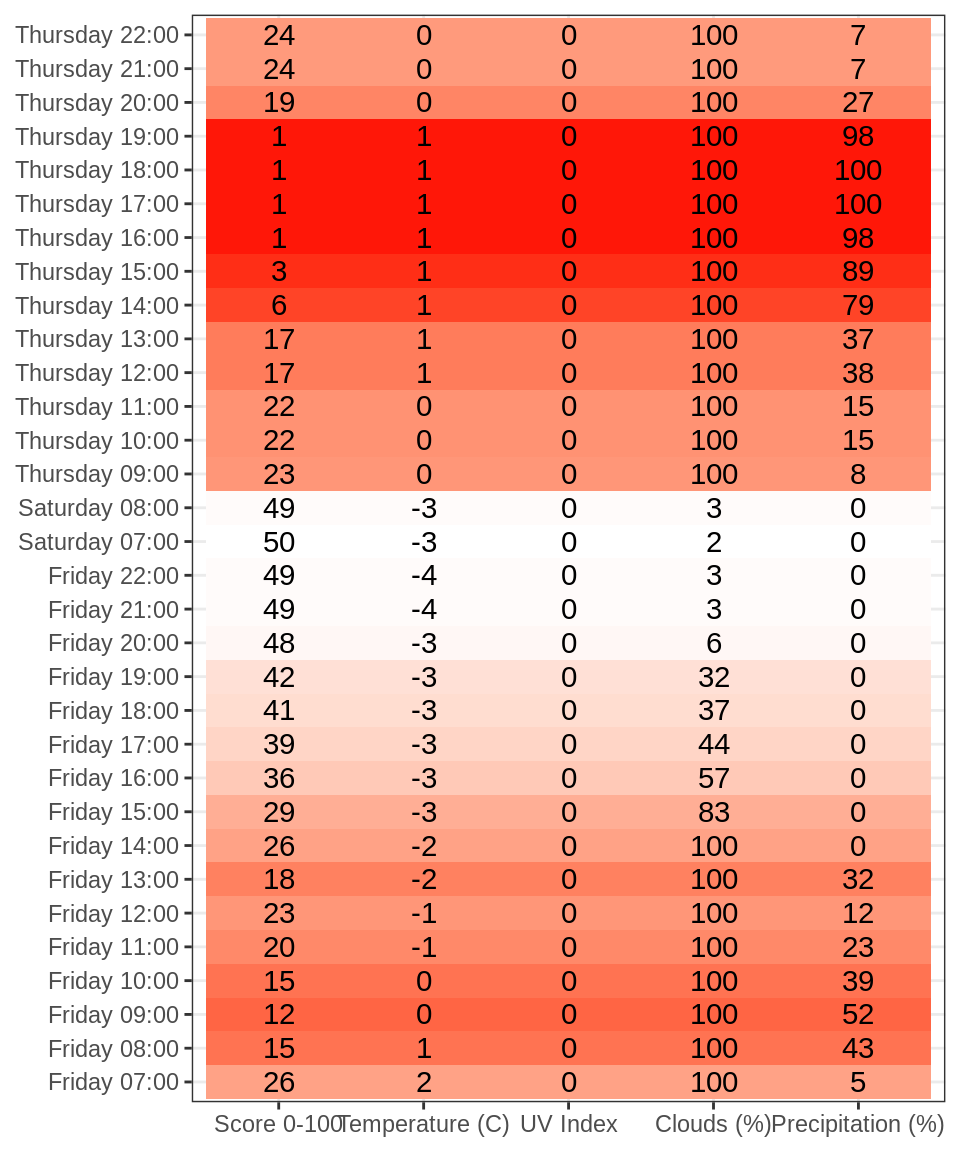 Thursday 22:00 24 0 0 100 7
Thursday 21:00 24 0 0 100 7
Thursday 20:00 19 0 0 100 27
Thursday 19:00 1 1 0 100 98
Thursday 18:00 1 1 0 100 100
Thursday 17:00 1 1 0 100 100
Thursday 16:00 1 1 0 100 98
Thursday 15:00 3 1 0 100 89
Thursday 14:00 6 1 0 100 79
Thursday 13:00 17 1 0 100 37
Thursday 12:00 17 1 0 100 38
Thursday 11:00 22 0 0 100 15
Thursday 10:00 22 0 0 100 15
Thursday 09:00 23 0 0 100 8
Saturday 08:00 49 -3 0 3 0
Saturday 07:00 50 -3 0 2 0
Friday 22:00 49 -4 0 3 0
Friday 21:00 49 -4 0 3 0
Friday 20:00 48 -3 0 6 0
Friday 19:00 42 -3 0 32 0
Friday 18:00 41 -3 0 37 0
Friday 17:00 39 -3 0 44 0
Friday 16:00 36 -3 0 57 0
Friday 15:00 29 -3 0 83 0
Friday 14:00 26 -2 0 100 0
Friday 13:00 18 -2 0 100 32
Friday 12:00 23 -1 0 100 12
Friday 11:00 20 -1 0 100 23
Friday 10:00 15 0 0 100 39
Friday 09:00 12 0 0 100 52
Friday 08:00 15 1 0 100 43
Friday 07:00 26 2 0 100 5
Score 0-100 Temperature (C) UV Index Clouds (%) Precipitation (%)